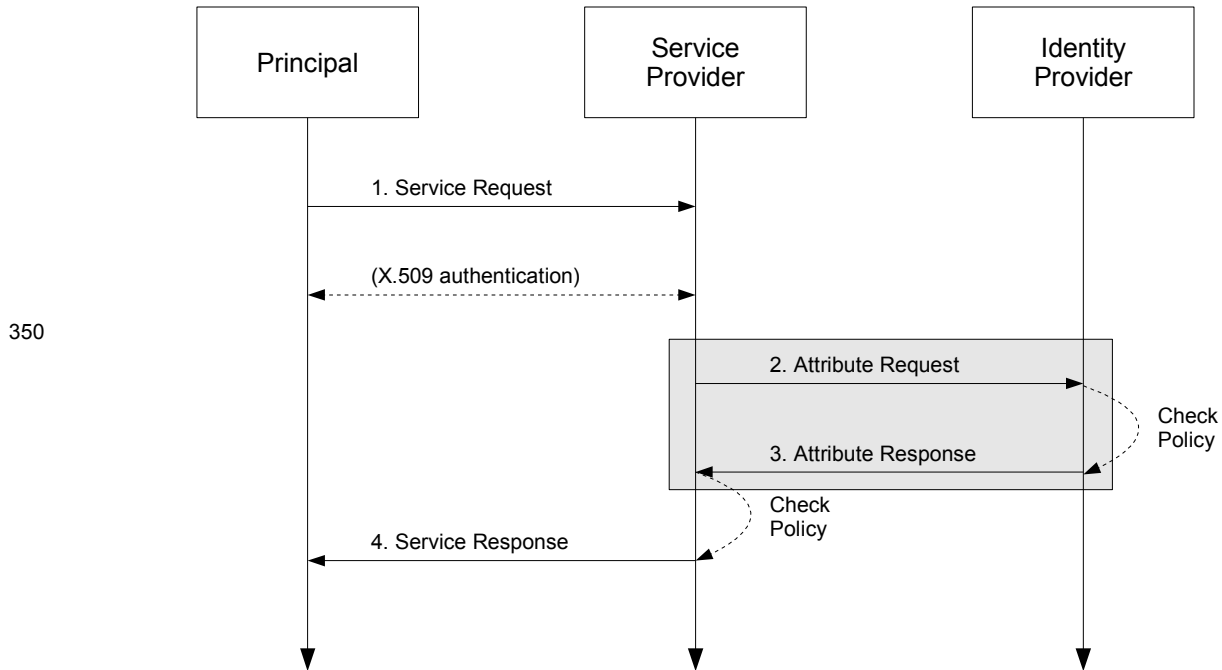 Principal
Service
Provider
Identity
Provider
1. Service Request
(X.509 authentication)
350
2. Attribute Request
Check
Policy
3. Attribute Response
Check
Policy
4. Service Response